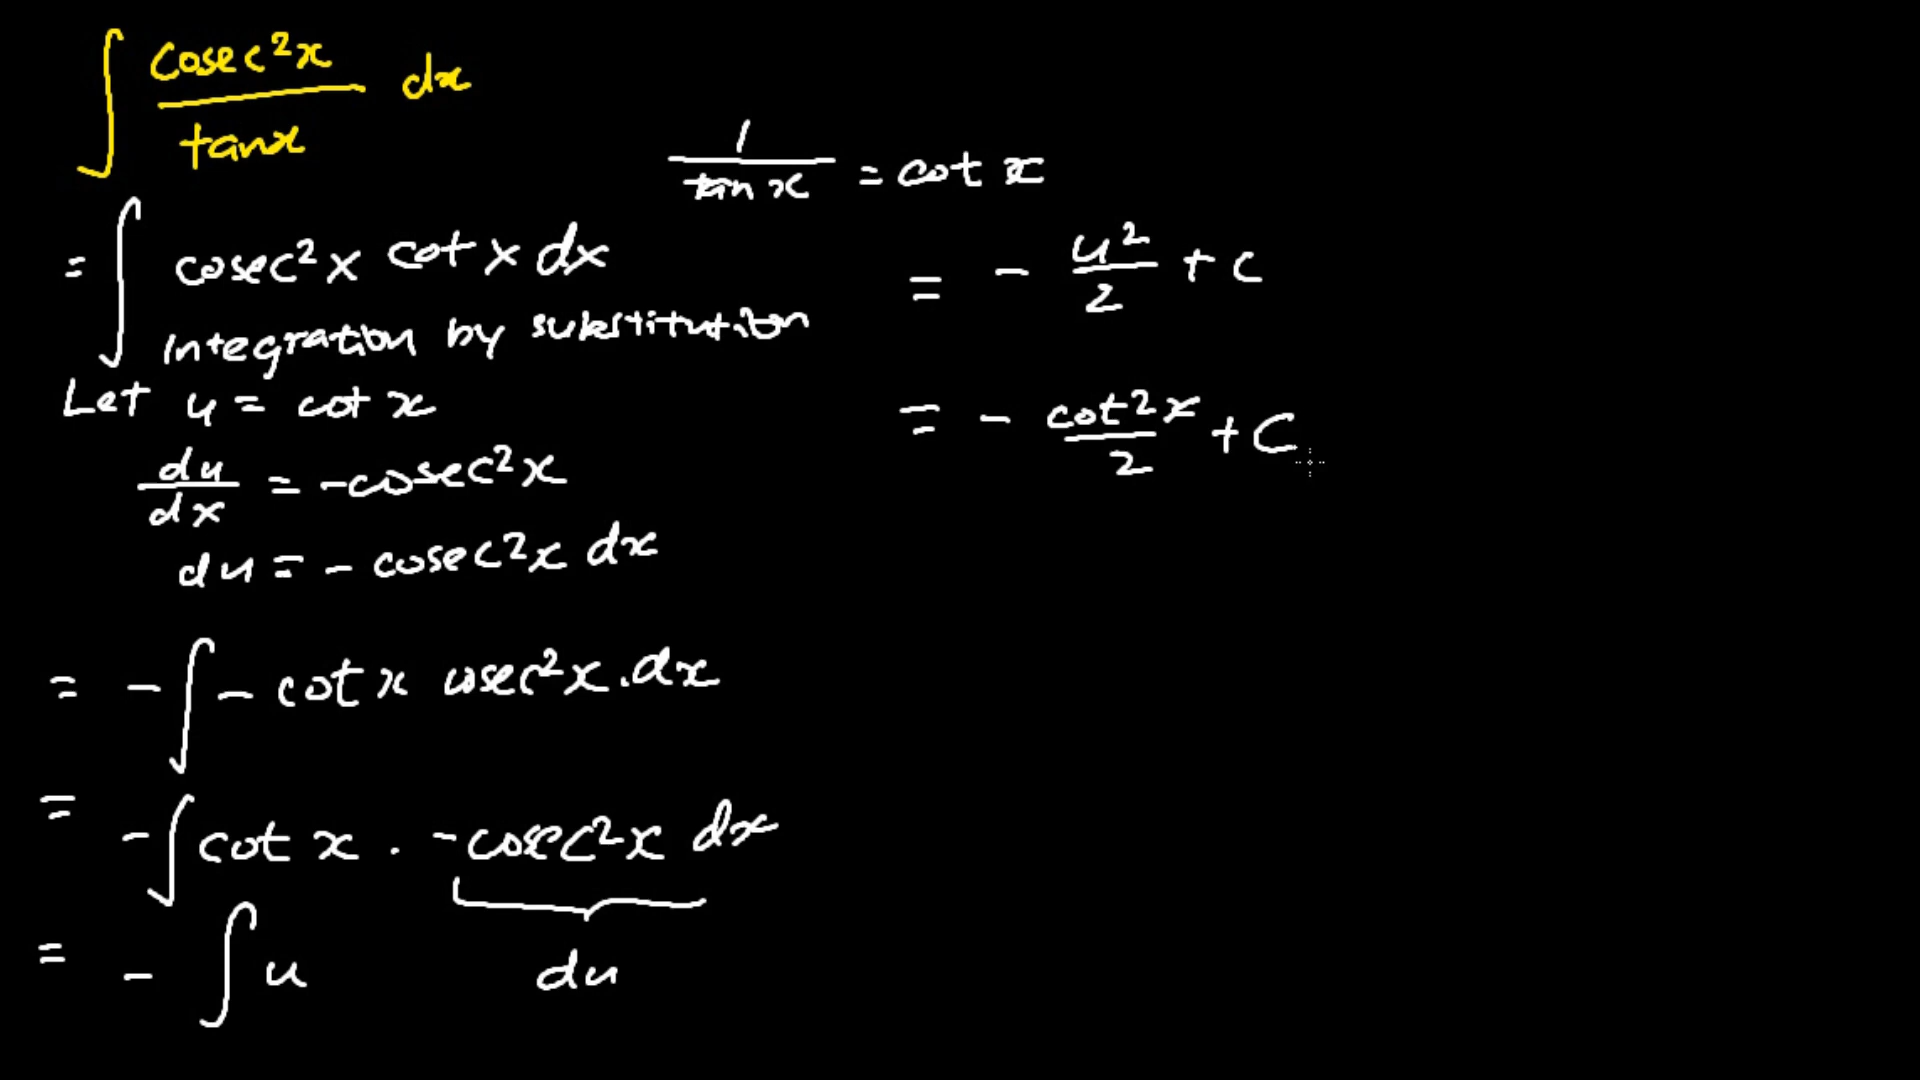 ∫ cosec²x / tanx dx
1 / tan x = cot x
= ∫ cosec²x cot x dx
integration by substitution
Let u = cot x
du/dx = -cosec²x
du = - cosec²x dx
= - ∫ - cot x cosec²x . dx
= - ∫ cot x . -cosec²x dx
= - ∫ u du
= - u²/2 + c
= - cot²x/2 + C